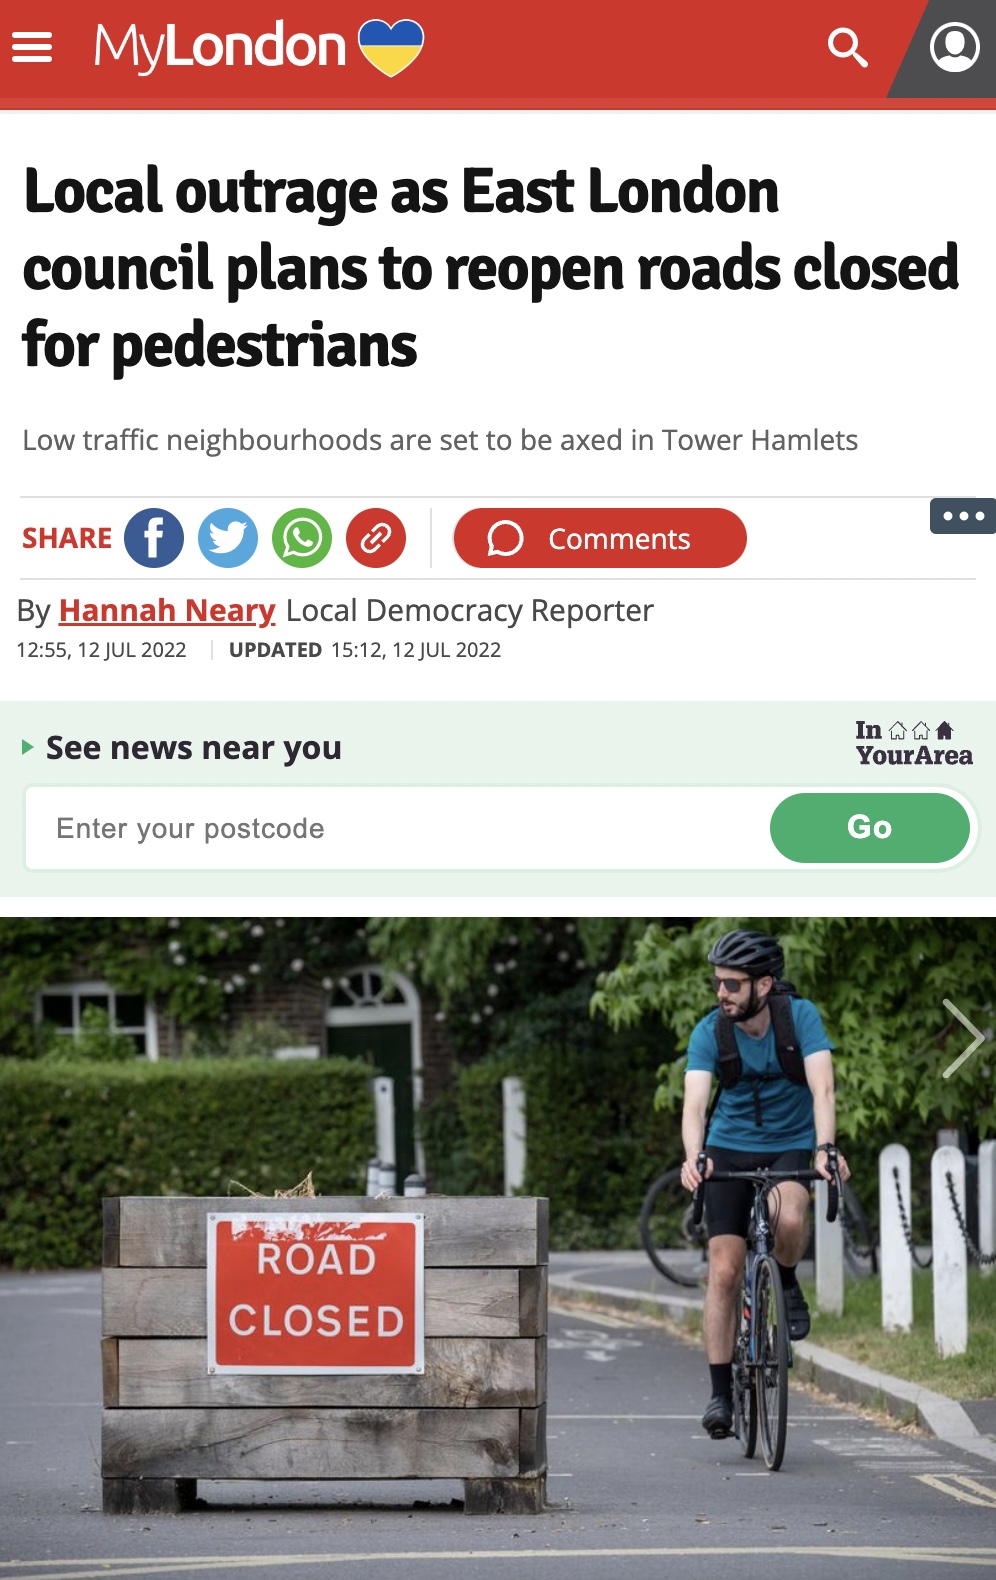 MyLondon
Local outrage as East London
council plans to reopen roads closed
for pedestrians
Low traffic neighbourhoods are set to be axed in Tower Hamlets
SHARE
Comments
By Hannah Neary Local Democracy Reporter
12:55, 12 JUL 2022 UPDATED 15:12, 12 JUL 2022
See news near you
In
YourArea
Enter your postcode
Go
ROAD
CLOSED